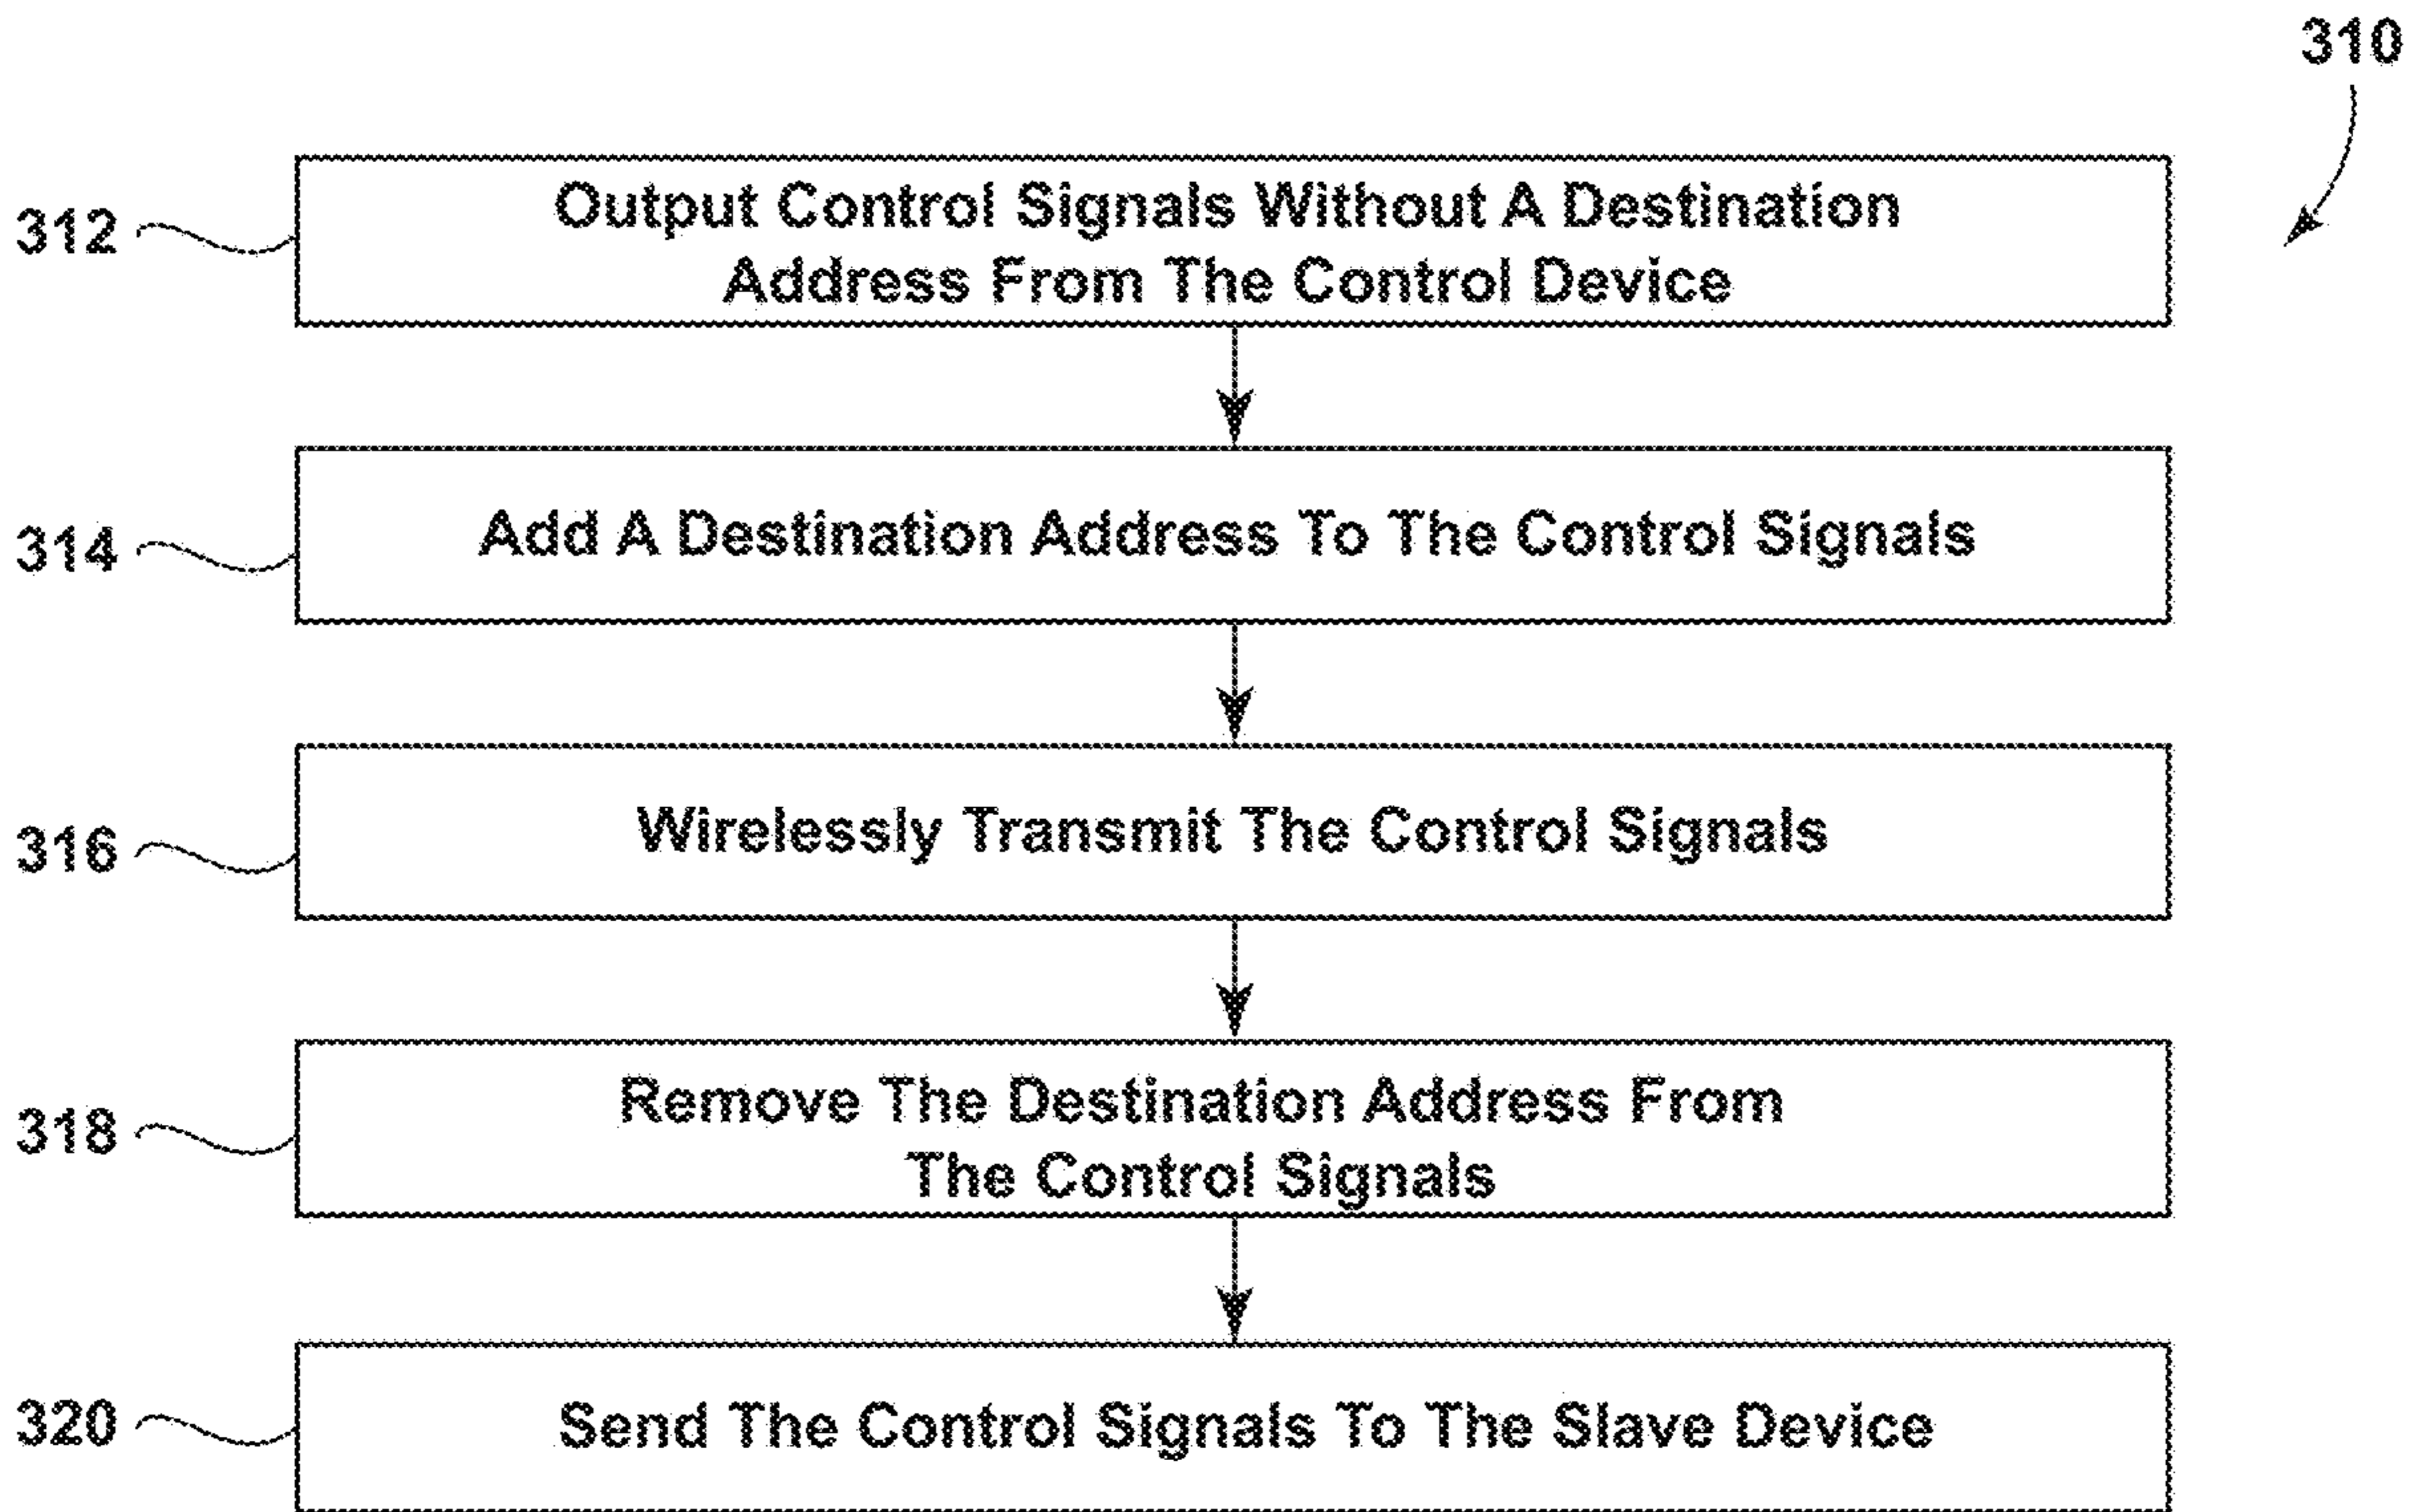 310
312
Output Control Signals Without A Destination
Address From The Control Device
314
Add A Destination Address To The Control Signals
316
Wirelessly Transmit The Control Signals
318
Remove The Destination Address From
The Control Signals
320
Send The Control Signals To The Slave Device